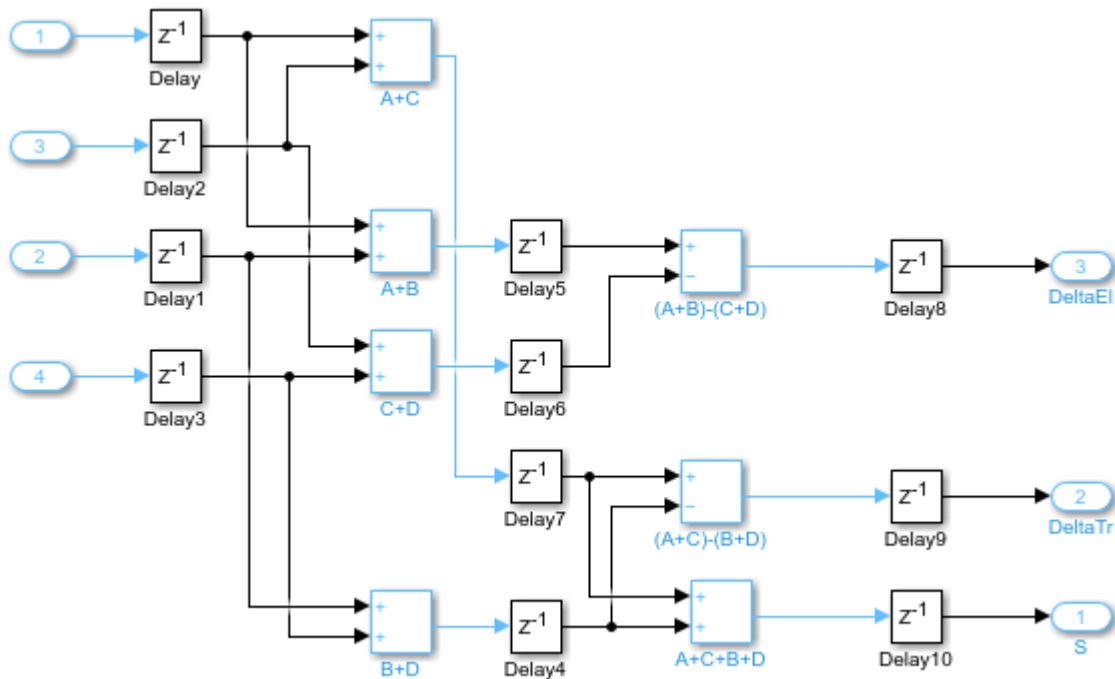 1
z-1
Delay
+
+
A+C
3
z-1
Delay2
2
z-1
Delay1
+
+
A+B
z-1
Delay5
+
−
(A+B)-(C+D)
z-1
Delay8
3
DeltaEl
4
z-1
Delay3
+
+
C+D
z-1
Delay6
z-1
Delay7
+
−
(A+C)-(B+D)
z-1
Delay9
2
DeltaTr
+
+
B+D
z-1
Delay4
+
+
A+C+B+D
z-1
Delay10
1
S